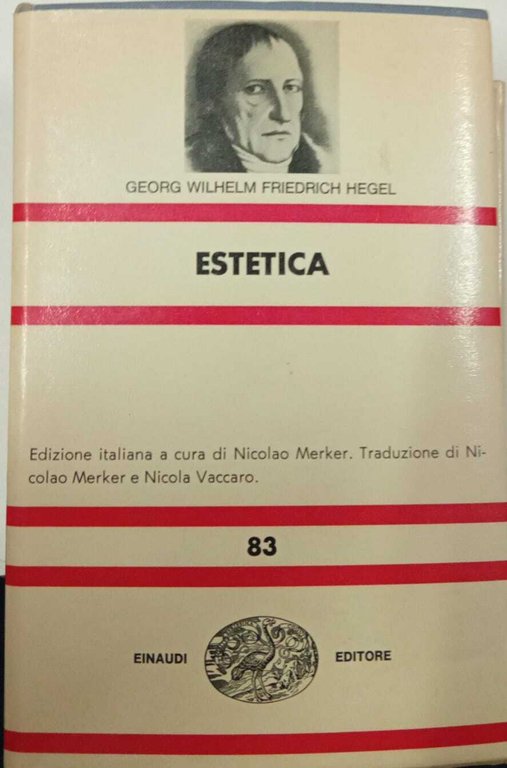 GEORG WILHELM FRIEDRICH HEGEL
ESTETICA
Edizione italiana a cura di Nicolao Merker. Traduzione di Ni-
colao Merker e Nicola Vaccaro.
83
EINAUDI EDITORE